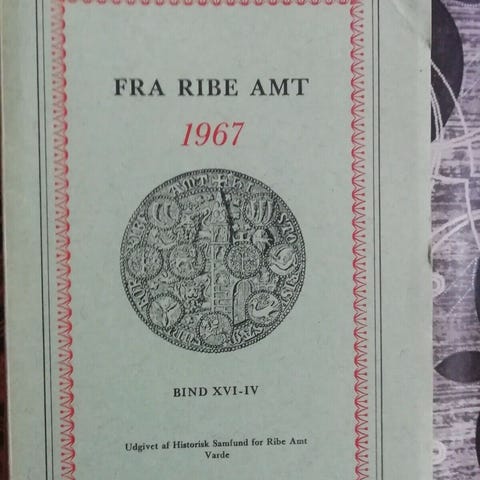 FRA RIBE AMT
1967
BIND XVI-IV
Udgivet af Historisk Samfund for Ribe Amt
Varde